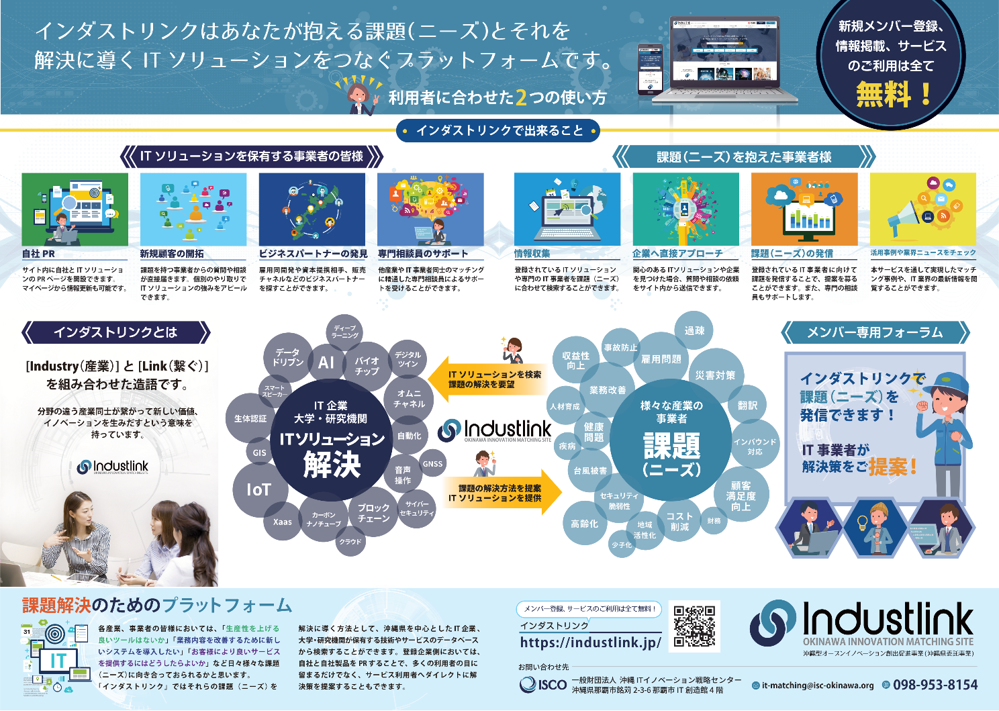 インダストリンクはあなたが抱える課題(ニーズ)とそれを
解決に導く IT ソリューションをつなぐプラットフォームです。
利用者に合わせた2つの使い方
新規メンバー登録、
情報掲載、サービス
のご利用は全て
無料！
インダストリンクで出来ること
IT ソリューションを保有する事業者の皆様
自社 PR
サイト内に自社と IT ソリューショ
ンの PR ページを開設できます。
マイページから情報更新も可能です。
新規顧客の開拓
課題を持つ事業者からの質問や相談
が直接届きます。個別のやり取りで
IT ソリューションの強みをアピール
できます。
ビジネスパートナーの発見
雇用同開発や資本提携相手、販売
チャネルなどのビジネスパートナー
を探すことができます。
専門相談員のサポート
他産業や IT 事業者同士のマッチング
に精通した専門相談員によるサポー
トを受けることができます。
課題(ニーズ)を抱えた事業者様
情報収集
登録されている IT ソリューション
や専門の IT 事業者を課題（ニーズ）
に合わせて検索することができます。
企業へ直接アプローチ
関心のあるITソリューションや企業
を見つけた場合、質問や相談の依頼
をサイト内から送信できます。
課題(ニーズ)の発信
登録されている IT 事業者に向けて
課題を発信することで、提案を募る
ことができます。また、専門の相談
員もサポートします。
活用事例や業界ニュースをチェック
本サービスを通して実現したマッチ
ング事例や、IT 業界の最新情報を閲
覧することができます。
インダストリンクとは
[Industry(産業)] と [Link(繋ぐ)]
を組み合わせた造語です。
分野の違う産業同士が繋がって新しい価値、
イノベーションを生みだすという意味を
持っています。
Industlink
OKINAWA INNOVATION MATCHING SITE
ディープ
ラーニング
データ
ドリブン
AI
バイオ
チップ
デジタル
ツイン
スマート
スピーカー
オムニ
チャネル
生体認証
自動化
GIS
GNSS
音声
操作
IoT
サイバー
セキュリティ
ブロック
チェーン
カーボン
ナノチューブ
Xaas
クラウド
IT 企業
大学・研究機関
ITソリューション
解決
IT ソリューションを検索
課題の解決を要望
Industlink
OKINAWA INNOVATION MATCHING SITE
課題の解決方法を提案
IT ソリューションを提供
過疎
事故防止
収益性
向上
雇用問題
災害対策
業務改善
人材育成
翻訳
健康
問題
疾病
インバウンド
対応
台風被害
セキュリティ
脆弱性
顧客
満足度
向上
高齢化
地域
活性化
コスト
削減
財務
少子化
様々な産業の
事業者
課題
(ニーズ)
メンバー専用フォーラム
インダストリンクで
課題(ニーズ)を
発信できます！
IT 事業者が
解決策をご提案！
課題解決のためのプラットフォーム
31
IT
各産業、事業者の皆様においては、「生産性を上げる
良いツールはないか」「業務内容を改善するために新し
いシステムを導入したい」「お客様により良いサービス
を提供するにはどうしたらよいか」など日々様々な課題
（ニーズ）に向き合っておられるかと思います。
「インダストリンク」ではそれらの課題（ニーズ）を
解決に導く方法として、沖縄県を中心としたIT企業、
大学・研究機関が保有する技術やサービスのデータベース
から検索することができます。登録企業側においては、
自社と自社製品を PRすることで、多くの利用者の目に
留まるだけでなく、サービス利用者へダイレクトに解
決策を提案することもできます。
メンバー登録、サービスのご利用は全て無料！
インダストリンク
https://industlink.jp/
お問い合わせ先
ISCO
一般財団法人 沖縄 ITイノベーション戦略センター
沖縄県那覇市銘苅 2-3-6 那覇市 IT 創造館 4 階
Industlink
OKINAWA INNOVATION MATCHING SITE
沖縄型オープンイノベーション創出促進事業(沖縄県委託事業)
it-matching@isc-okinawa.org
098-953-8154